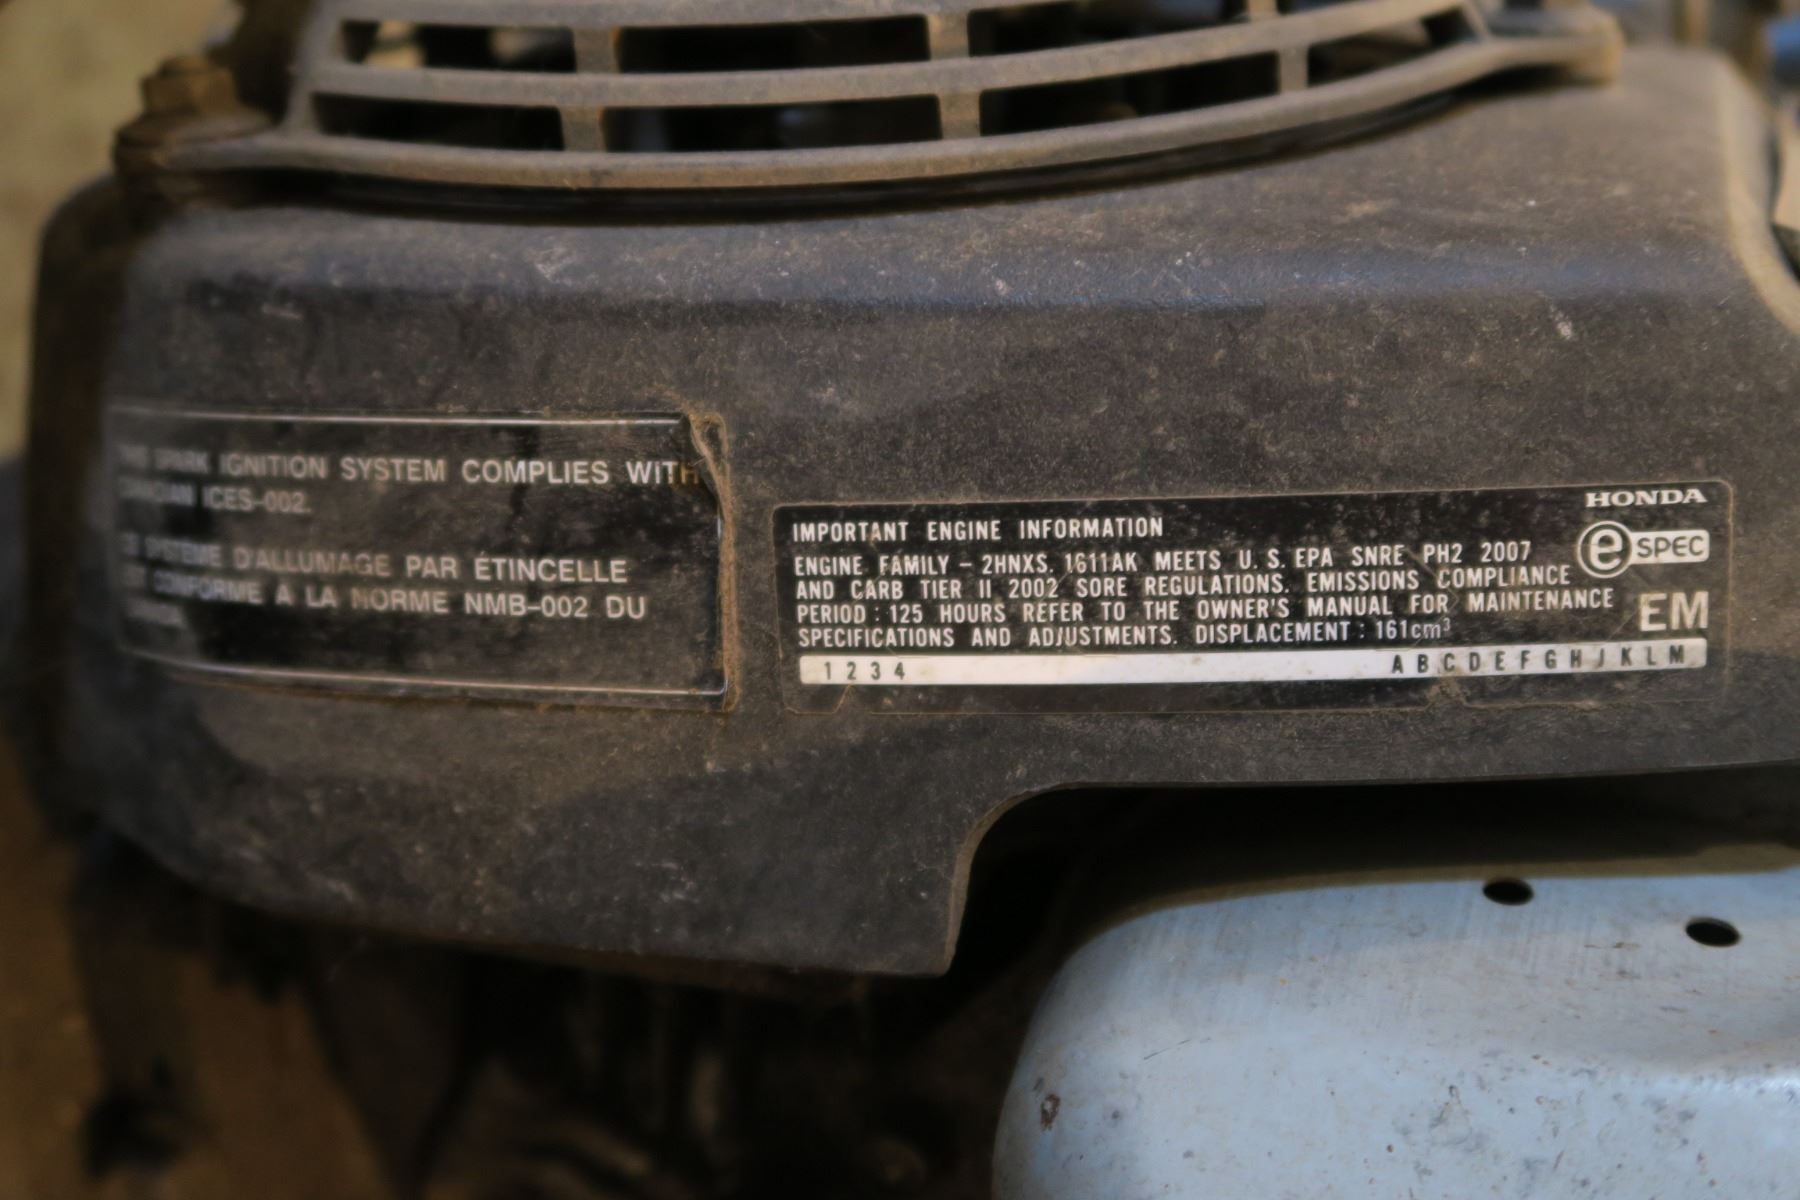 SPARK IGNITION SYSTEM COMPLIES WITH
ICES-002.
SYSTÈME D'ALLUMAGE PAR ÉTINCELLE
EST CONFORME À LA NORME NMB-002 DU
HONDA
e SPEC
IMPORTANT ENGINE INFORMATION
ENGINE FAMILY - 2HNXS. 1611AK MEETS U.S. EPA SNRE PH2 2007
AND CARB TIER II 2002 SORE REGULATIONS. EMISSIONS COMPLIANCE
PERIOD : 125 HOURS REFER TO THE OWNER'S MANUAL FOR MAINTENANCE
SPECIFICATIONS AND ADJUSTMENTS. DISPLACEMENT : 161cm³
EM
1 2 3 4 A B C D E F G H J K L M